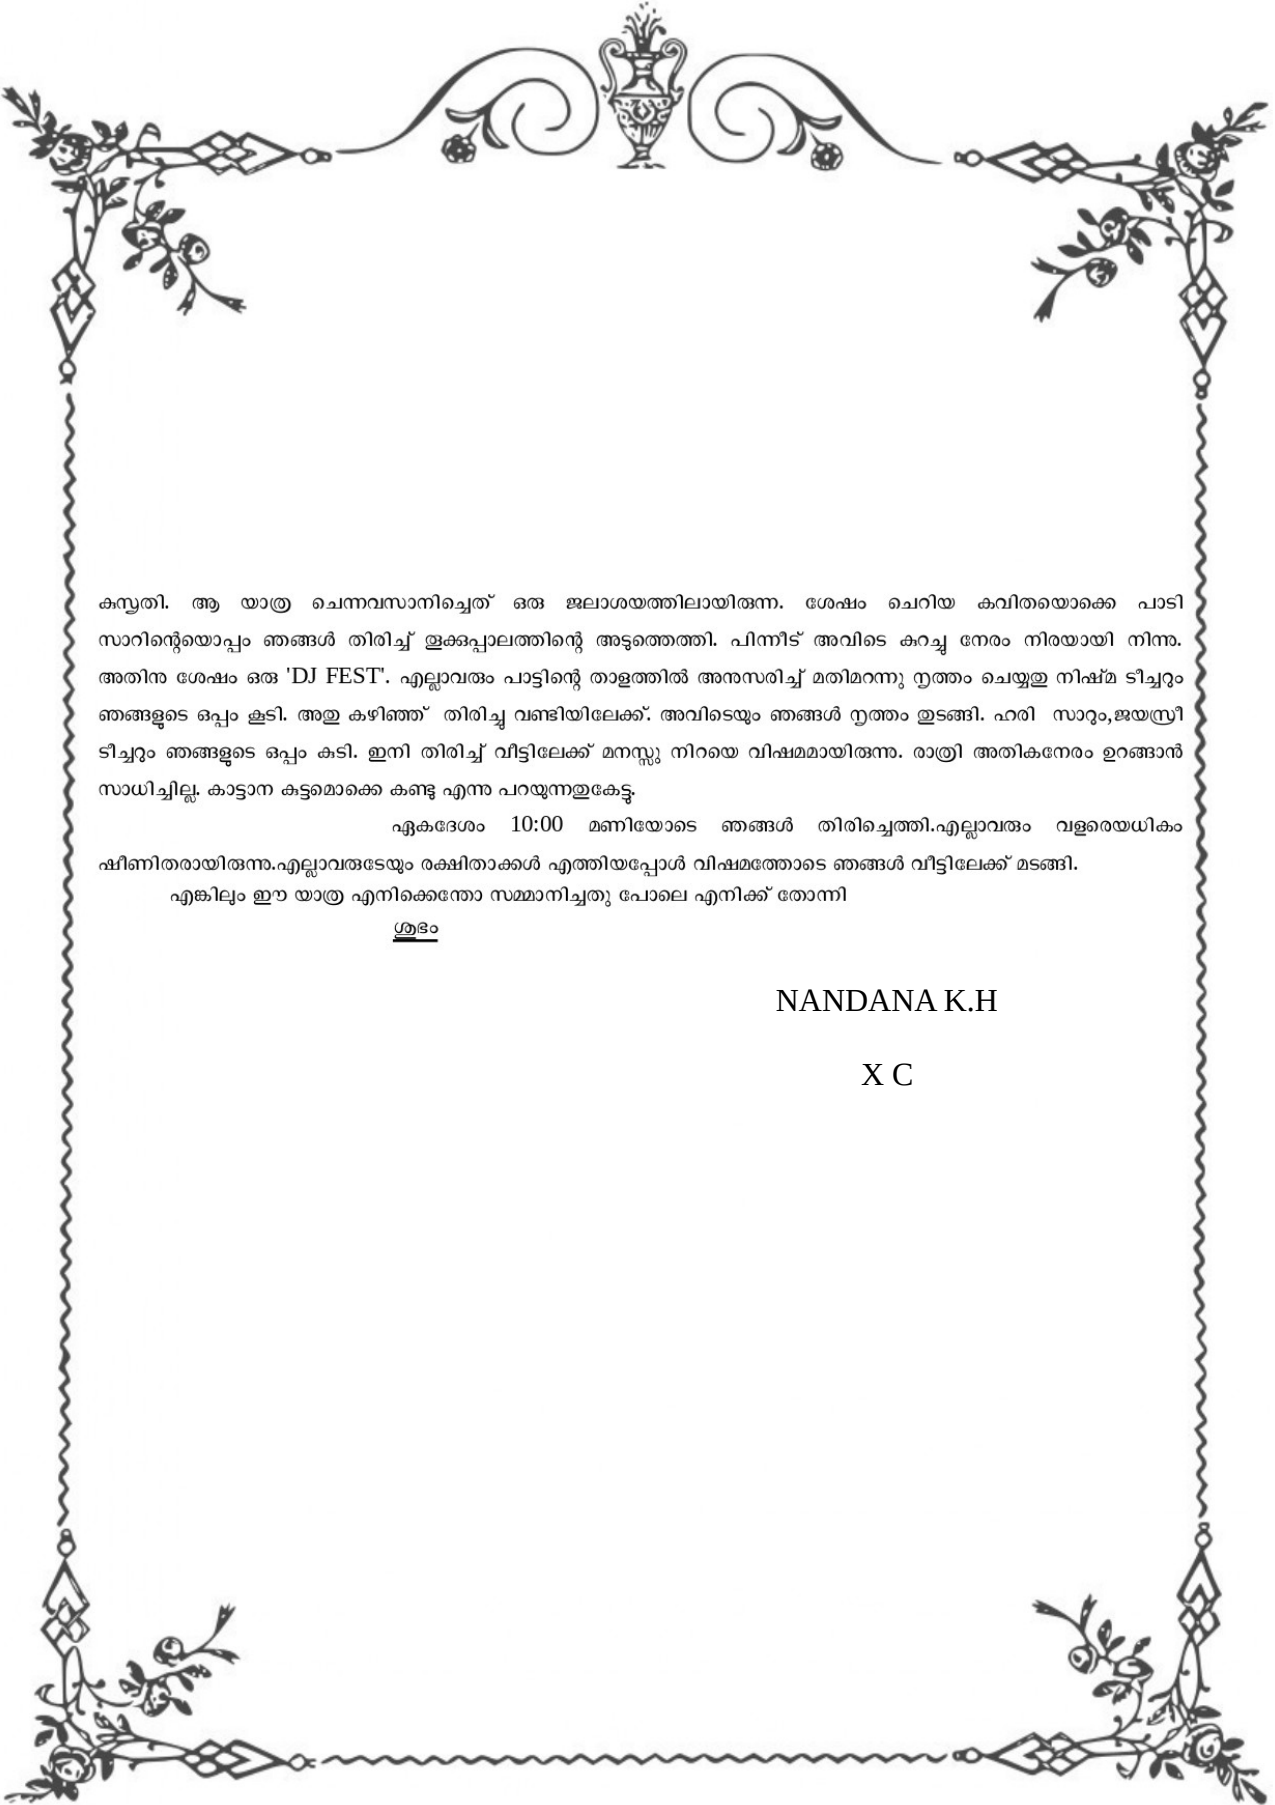 കുസൃതി. ആ യാത്ര ചെന്നവസാനിച്ചെത് ഒരു ജലാശയത്തിലായിരുന്ന. ശേഷം ചെറിയ കവിതയൊക്കെ പാടി
സാറിന്റെയൊപ്പം ഞങ്ങൾ തിരിച്ച് തൂക്കുപ്പാലത്തിന്റെ അടുത്തെത്തി. പിന്നീട് അവിടെ കുറച്ചു നേരം നിരയായി നിന്നു.
അതിനു ശേഷം ഒരു 'DJ FEST'. എല്ലാവരും പാട്ടിന്റെ താളത്തിൽ അനുസരിച്ച് മതിമറന്നു നൃത്തം ചെയ്യതു നിഷ്മ ടീച്ചറും
ഞങ്ങളുടെ ഒപ്പം കൂടി. അതു കഴിഞ്ഞ് തിരിച്ചു വണ്ടിയിലേക്ക്. അവിടെയും ഞങ്ങൾ നൃത്തം തുടങ്ങി. ഹരി സാറും,ജയസ്രീ
ടീച്ചറും ഞങ്ങളുടെ ഒപ്പം കുടി. ഇനി തിരിച്ച് വീട്ടിലേക്ക് മനസ്സു നിറയെ വിഷമമായിരുന്നു. രാത്രി അതികനേരം ഉറങ്ങാൻ
സാധിച്ചില്ല. കാട്ടാന കുട്ടമൊക്കെ കണ്ടു എന്നു പറയുന്നതുകേട്ടു.
ഏകദേശം 10:00 മണിയോടെ ഞങ്ങൾ തിരിച്ചെത്തി.എല്ലാവരും വളരെയധികം
ഷീണിതരായിരുന്നു.എല്ലാവരുടേയും രക്ഷിതാക്കൾ എത്തിയപ്പോൾ വിഷമത്തോടെ ഞങ്ങൾ വീട്ടിലേക്ക് മടങ്ങി.
എങ്കിലും ഈ യാത്ര എനിക്കെന്തോ സമ്മാനിച്ചതു പോലെ എനിക്ക് തോന്നി
ശുഭം
NANDANA K.H
X C